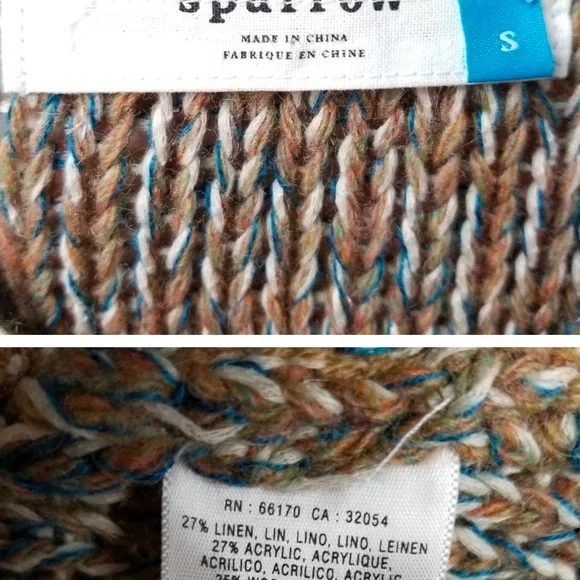 sparrow
MADE IN CHINA
FABRIQUE EN CHINE
S
RN : 66170 CA : 32054
27% LINEN, LIN, LINO, LINO, LEINEN
27% ACRYLIC, ACRYLIQUE,
ACRILICO, ACRILICO, ACRYL